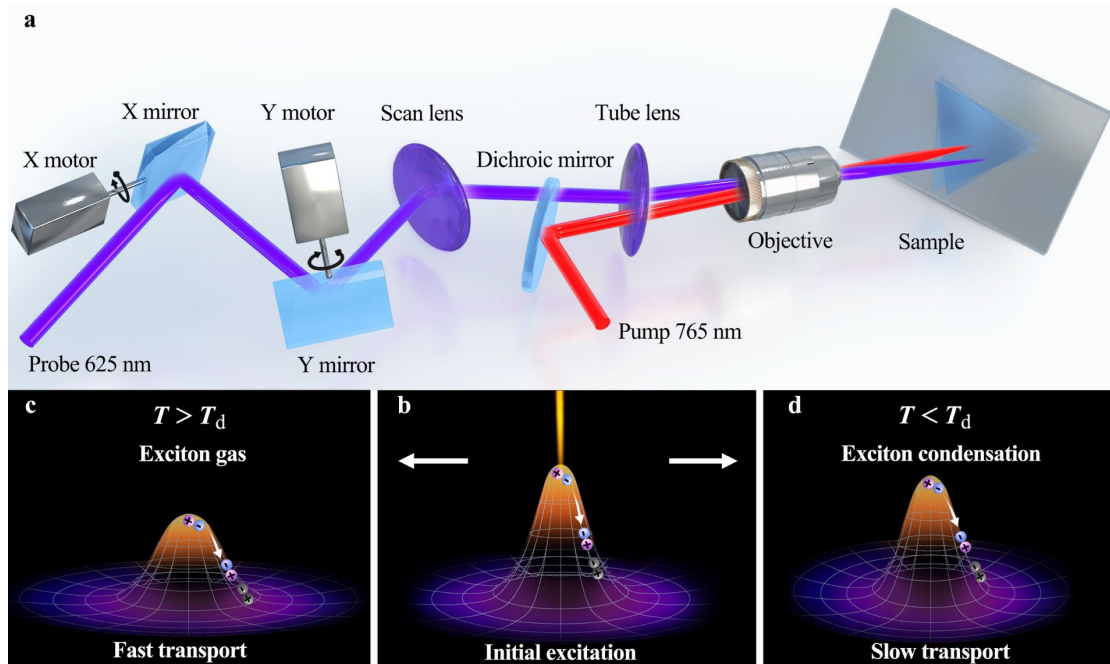 a
X mirror
Y motor
Scan lens
Tube lens
X motor
Dichroic mirror
Objective
Sample
Probe 625 nm
Y mirror
Pump 765 nm
c
T > Td
Exciton gas
+ -
- +
Fast transport
b
+ -
- +
Initial excitation
d
T < Td
Exciton condensation
+ -
- +
Slow transport